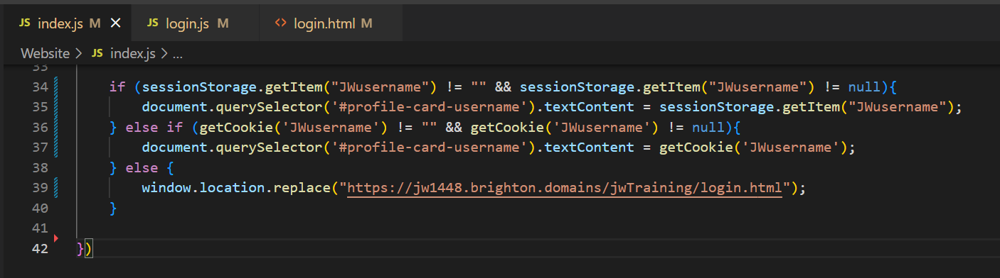 JS index.js M ✕ JS login.js M <> login.html M
Website > JS index.js > ...
33
34 if (sessionStorage.getItem("JWusername") != "" && sessionStorage.getItem("JWusername") != null){
35 document.querySelector('#profile-card-username').textContent = sessionStorage.getItem("JWusername");
36 } else if (getCookie('JWusername') != "" && getCookie('JWusername') != null){
37 document.querySelector('#profile-card-username').textContent = getCookie('JWusername');
38 } else {
39 window.location.replace("https://jw1448.brighton.domains/jwTraining/login.html");
40 }
41
42 })